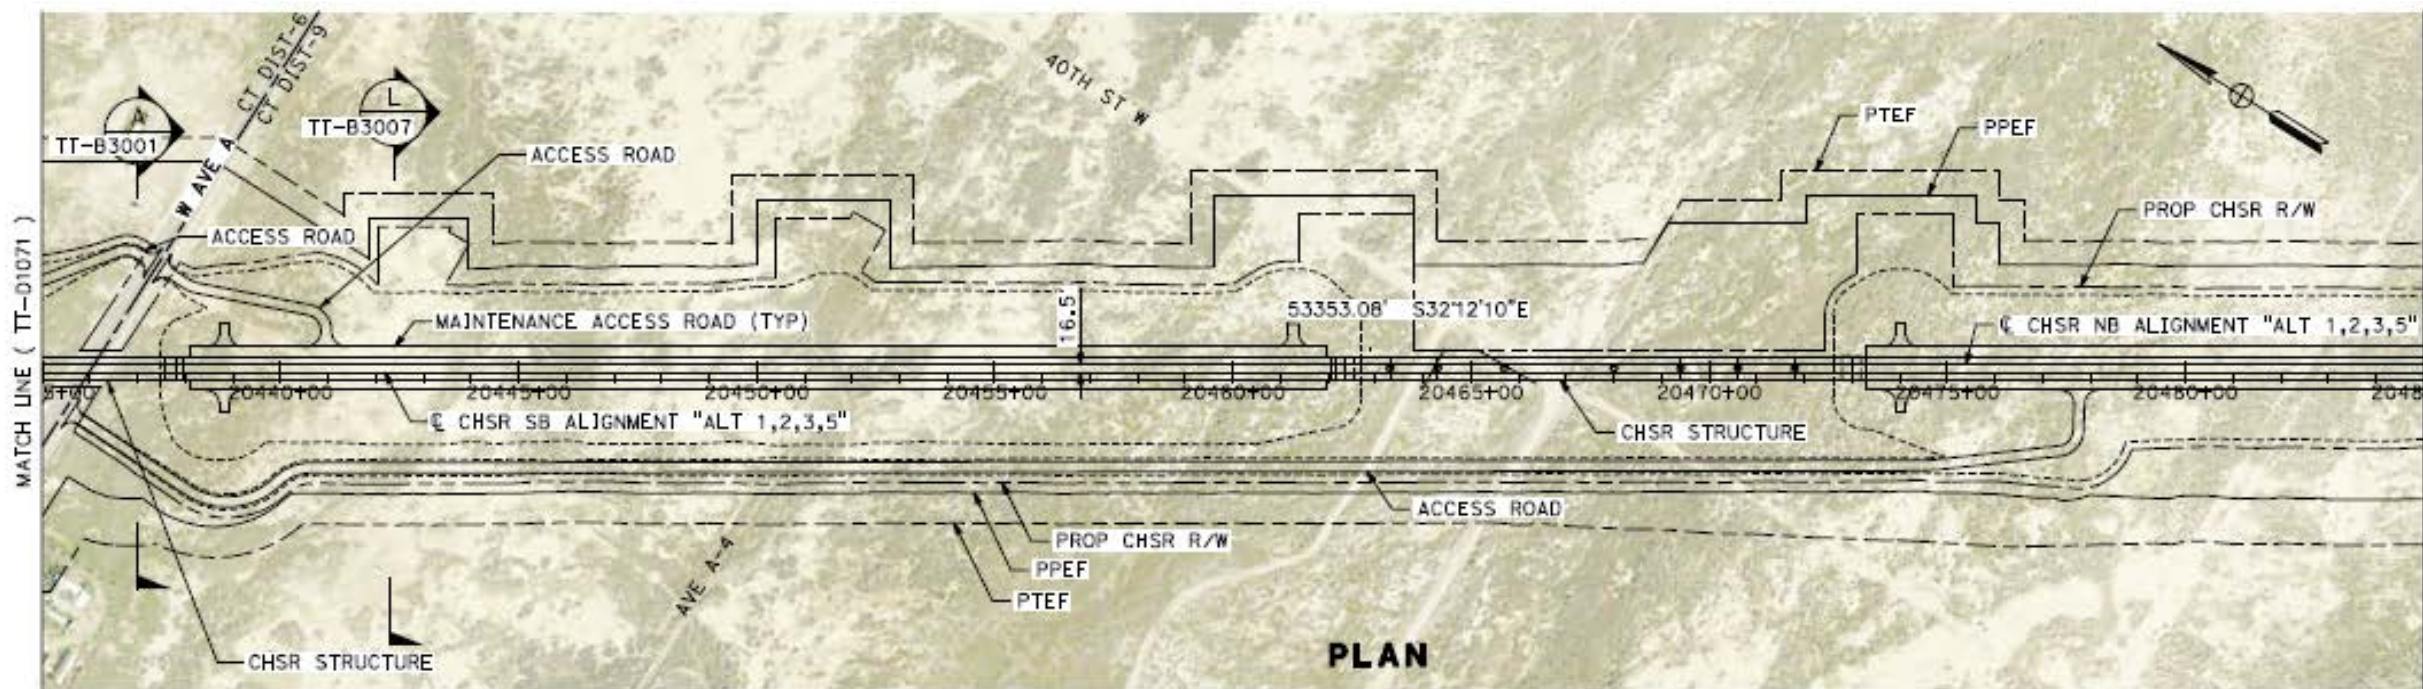 CT DIST-6
CT DIST-9
A
TT-B3001
L
TT-B3007
W AVE A
40TH ST W
PTEF
PPEF
ACCESS ROAD
PROP CHSR R/W
ACCESS ROAD
MATCH LINE ( TT-D1071 )
16.5
53353.08' S32°12'10"E
MAINTENANCE ACCESS ROAD (TYP)
℄ CHSR NB ALIGNMENT "ALT 1,2,3,5"
5+00
20440+00
20445+00
20450+00
20455+00
20460+00
20465+00
20470+00
20475+00
20480+00
2048
℄ CHSR SB ALIGNMENT "ALT 1,2,3,5"
CHSR STRUCTURE
ACCESS ROAD
PROP CHSR R/W
PPEF
PTEF
AVE A-4
CHSR STRUCTURE
PLAN